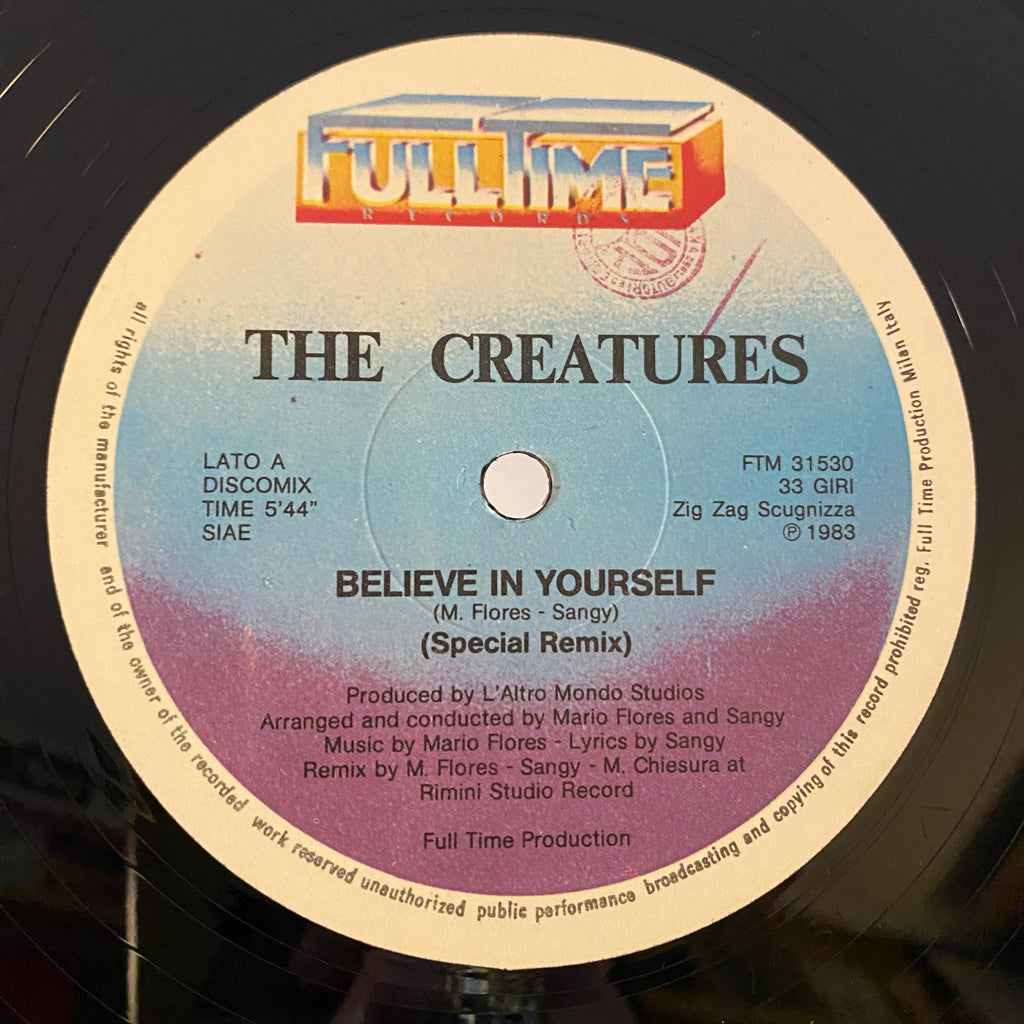 FULL TIME
RECORDS
THE CREATURES
LATO A
DISCOMIX
TIME 5'44"
SIAE
FTM 31530
33 GIRI
Zig Zag Scugnizza
Ⓟ 1983
BELIEVE IN YOURSELF
(M. Flores - Sangy)
(Special Remix)
Produced by L'Altro Mondo Studios
Arranged and conducted by Mario Flores and Sangy
Music by Mario Flores - Lyrics by Sangy
Remix by M. Flores - Sangy - M. Chiesura at
Rimini Studio Record
Full Time Production
all rights of the manufacturer and of the owner of the recorded work reserved unauthorized public performance broadcasting and copying of this record prohibited reg. Full Time Production Milan Italy